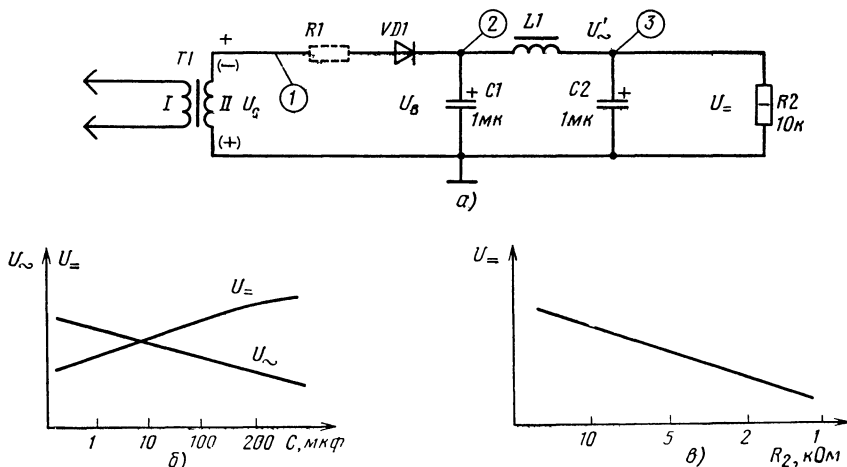 T1
I
II
U₀
+
(−)
(+)
1
R1
VD1
2
L1
U'~
3
Uв
+
C1
1мк
C2
+
1мк
U=
R2
10к
а)
U~ U=
U=
U~
1 10 100 200 C, мкф
б)
U=
10 5 2 1
R₂, кОм
в)